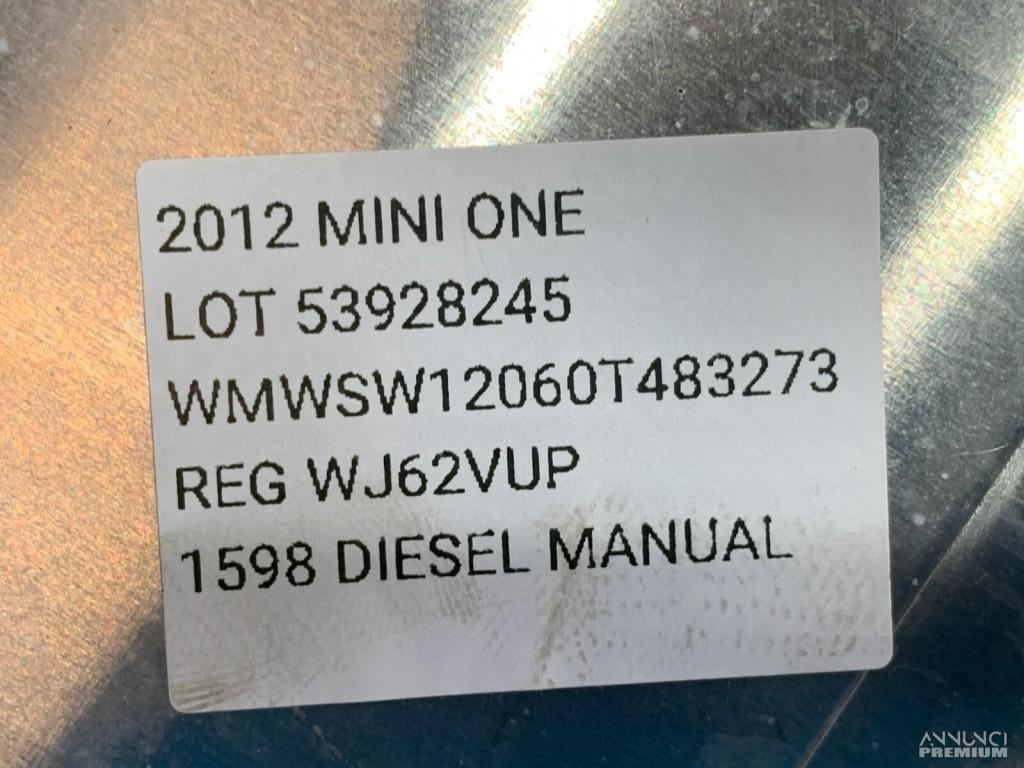 2012 MINI ONE
LOT 53928245
WMWSW12060T483273
REG WJ62VUP
1598 DIESEL MANUAL
ANNUNCI
PREMIUM